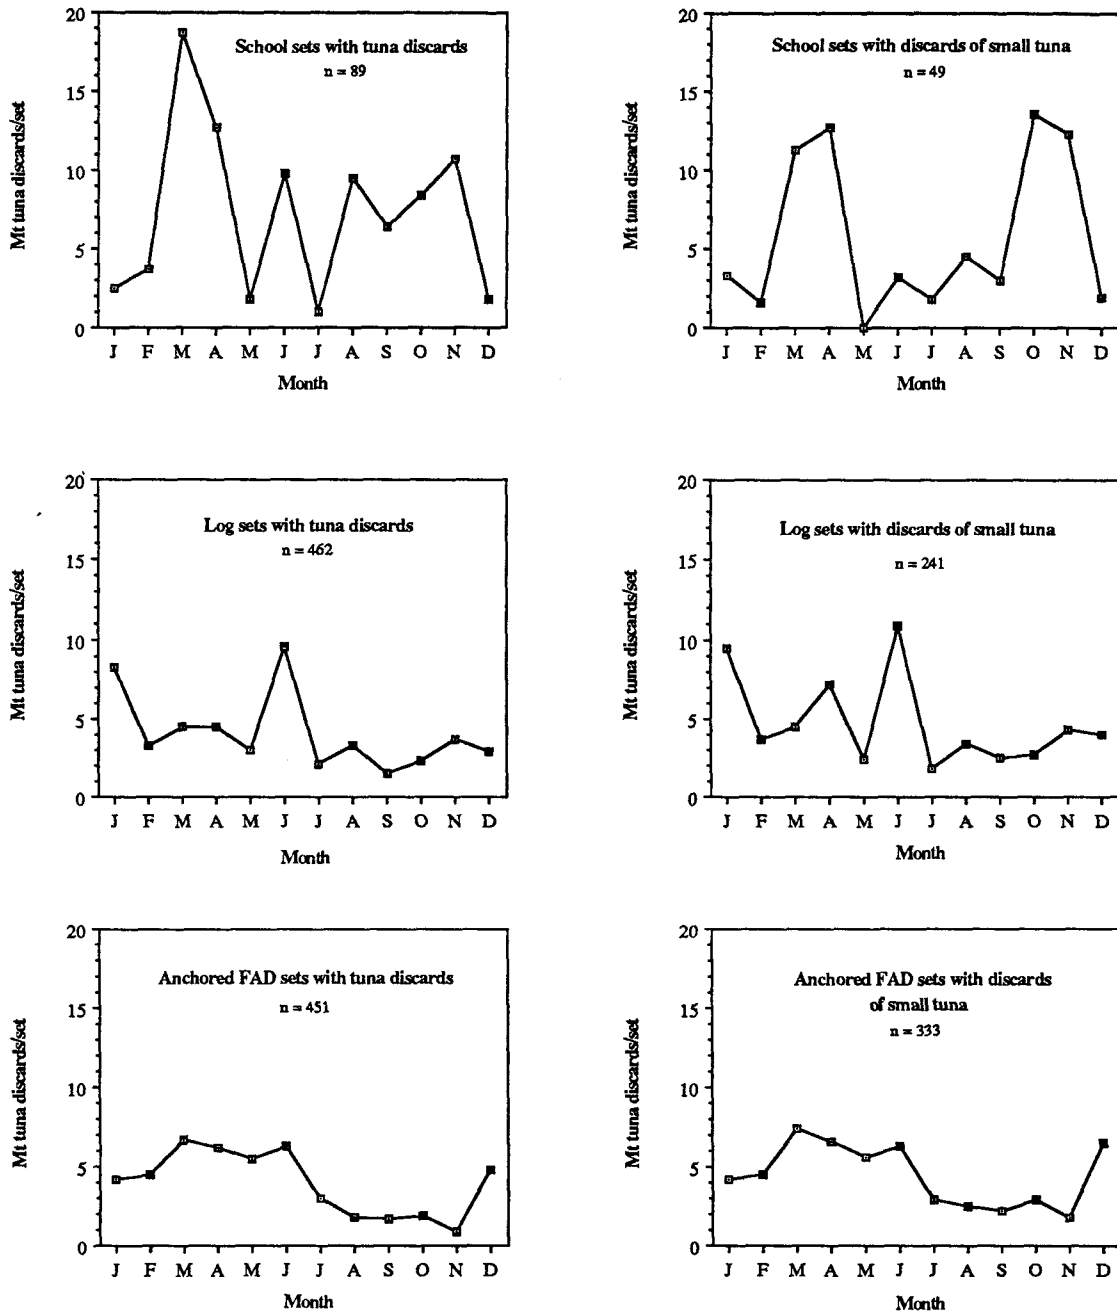 School sets with tuna discards
n = 89
Mt tuna discards/set
20
15
10
5
0
J F M A M J J A S O N D
Month
School sets with discards of small tuna
n = 49
Mt tuna discards/set
20
15
10
5
0
J F M A M J J A S O N D
Month
Log sets with tuna discards
n = 462
Mt tuna discards/set
20
15
10
5
0
J F M A M J J A S O N D
Month
Log sets with discards of small tuna
n = 241
Mt tuna discards/set
20
15
10
5
0
J F M A M J J A S O N D
Month
Anchored FAD sets with tuna discards
n = 451
Mt tuna discards/set
20
15
10
5
0
J F M A M J J A S O N D
Month
Anchored FAD sets with discards
of small tuna
n = 333
Mt tuna discards/set
20
15
10
5
0
J F M A M J J A S O N D
Month